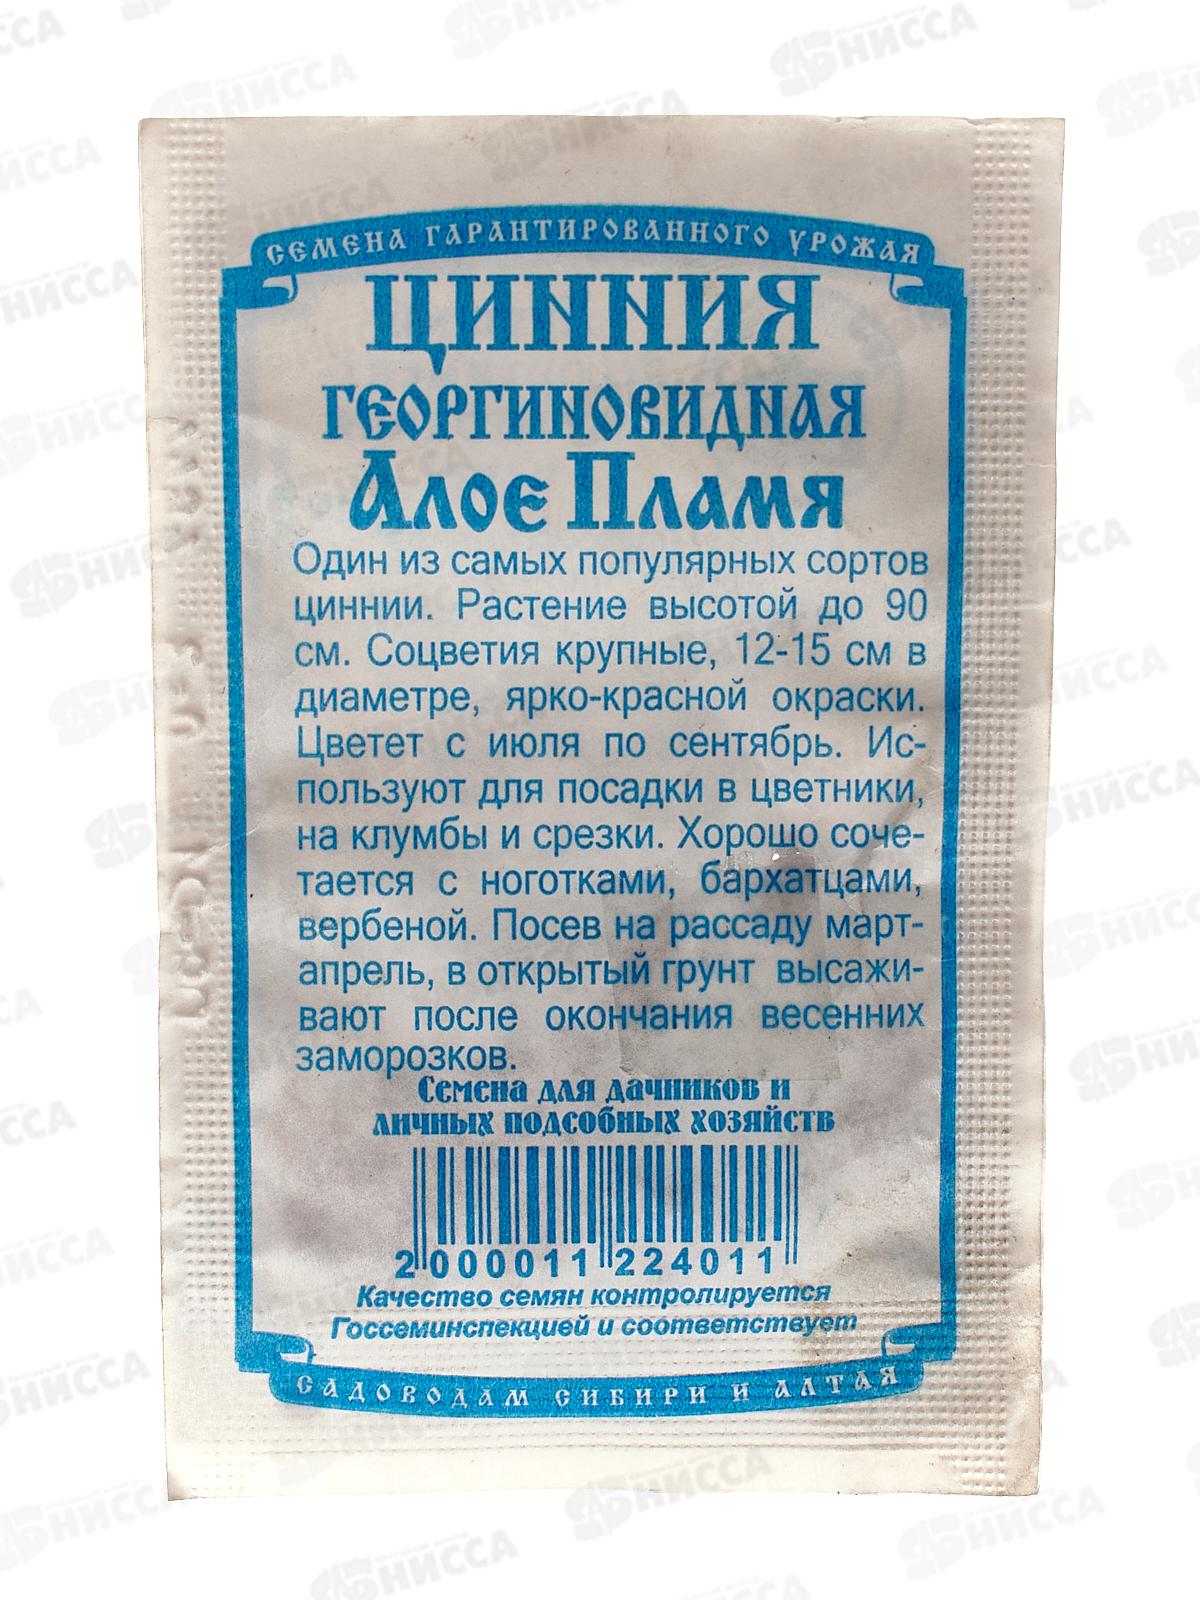 СЕМЕНА ГАРАНТИРОВАННОГО УРОЖАЯ
ЦИННИЯ
ГЕОРГИНОВИДНАЯ
Алое Пламя
Один из самых популярных сортов
циннии. Растение высотой до 90
см. Соцветия крупные, 12-15 см в
диаметре, ярко-красной окраски.
Цветет с июля по сентябрь. Ис-
пользуют для посадки в цветники,
на клумбы и срезки. Хорошо соче-
тается с ноготками, бархатцами,
вербеной. Посев на рассаду март-
апрель, в открытый грунт высажи-
вают после окончания весенних
заморозков.
Семена для дачников и
личных подсобных хозяйств
2 000011 224011
Качество семян контролируется
Госсеминспекцией и соответствует
САДОВОДАМ СИБИРИ И АЛТАЯ